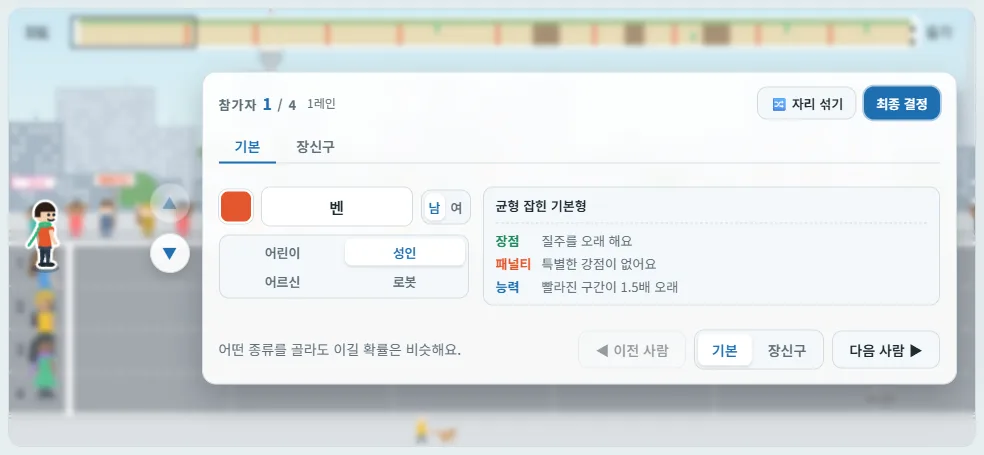 참가자 1 / 4 1레인
자리 섞기
최종 결정
기본 장신구
벤
남 여
어린이 성인
어르신 로봇
균형 잡힌 기본형
장점 질주를 오래 해요
패널티 특별한 강점이 없어요
능력 빨라진 구간이 1.5배 오래
어떤 종류를 골라도 이길 확률은 비슷해요.
◀ 이전 사람
기본 장신구
다음 사람 ▶